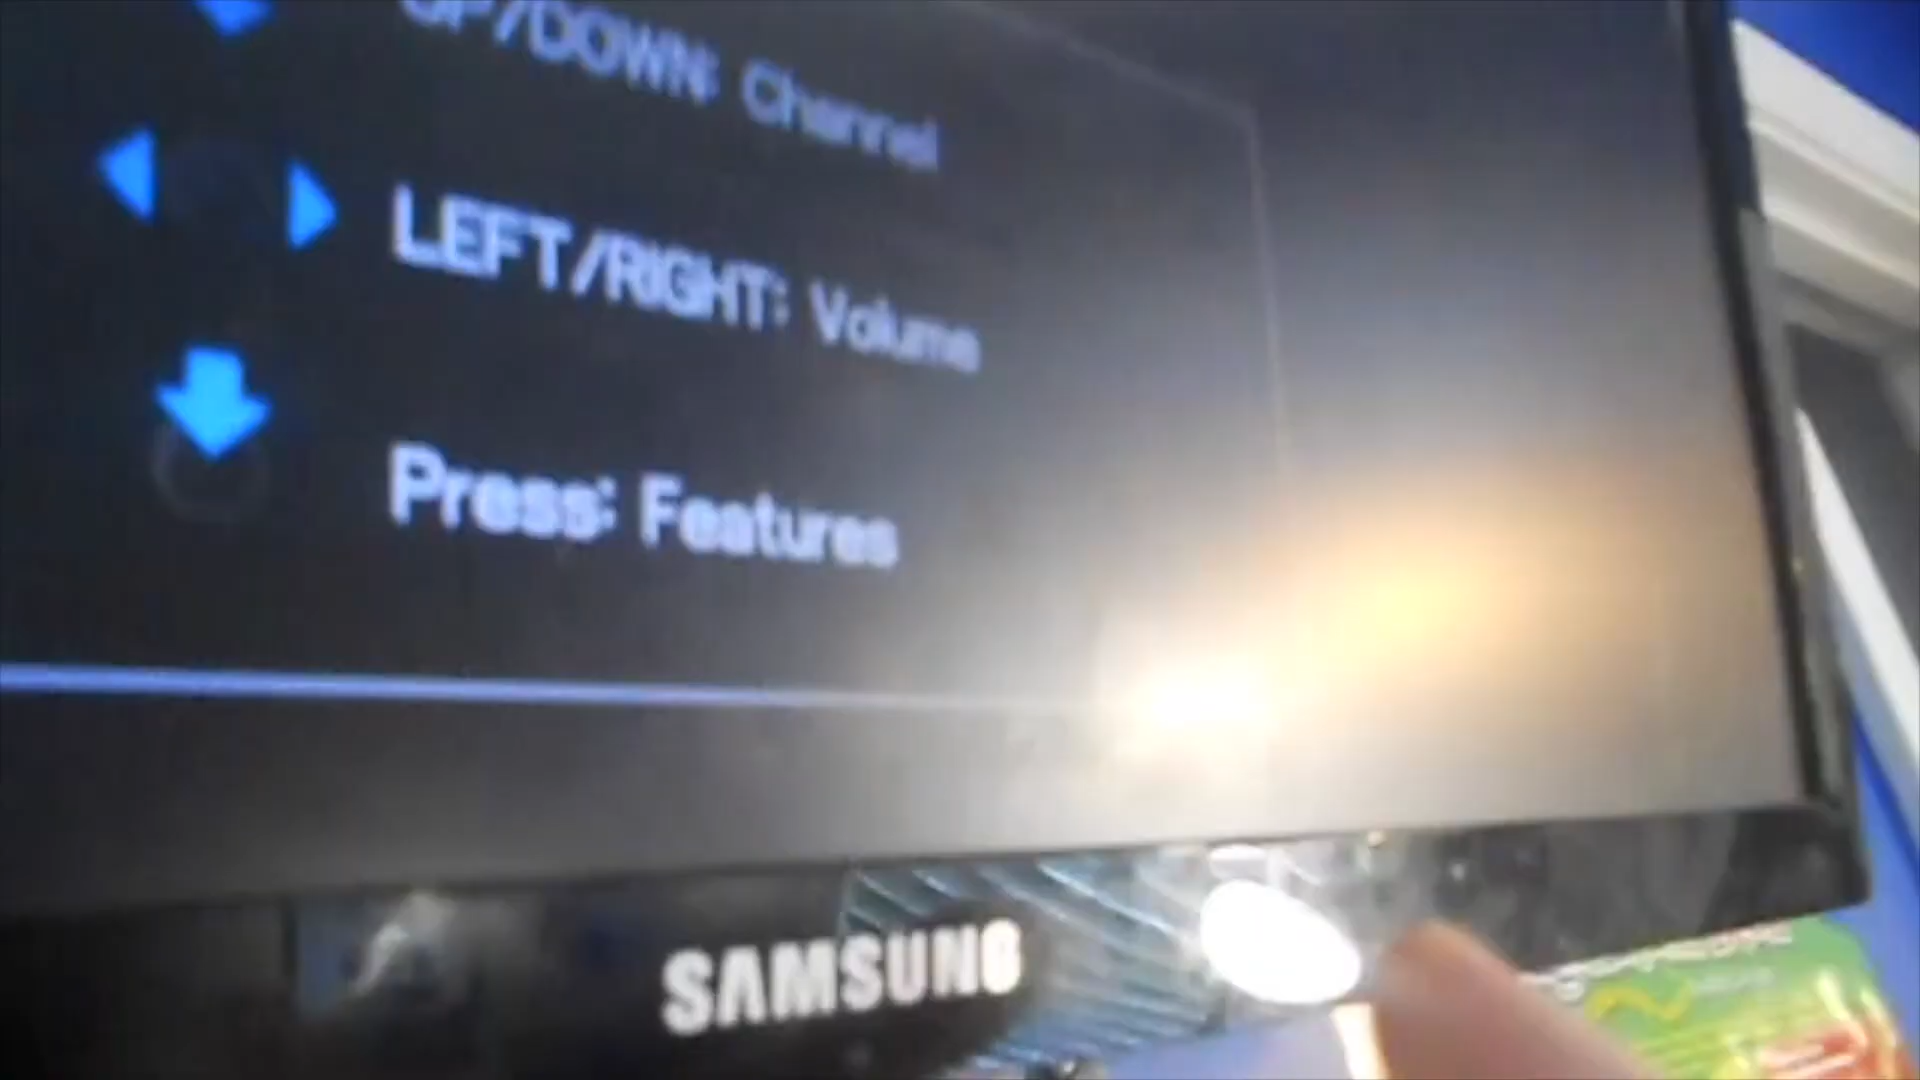 UP/DOWN: Channel
LEFT/RIGHT: Volume
Press: Features
SAMSUNG